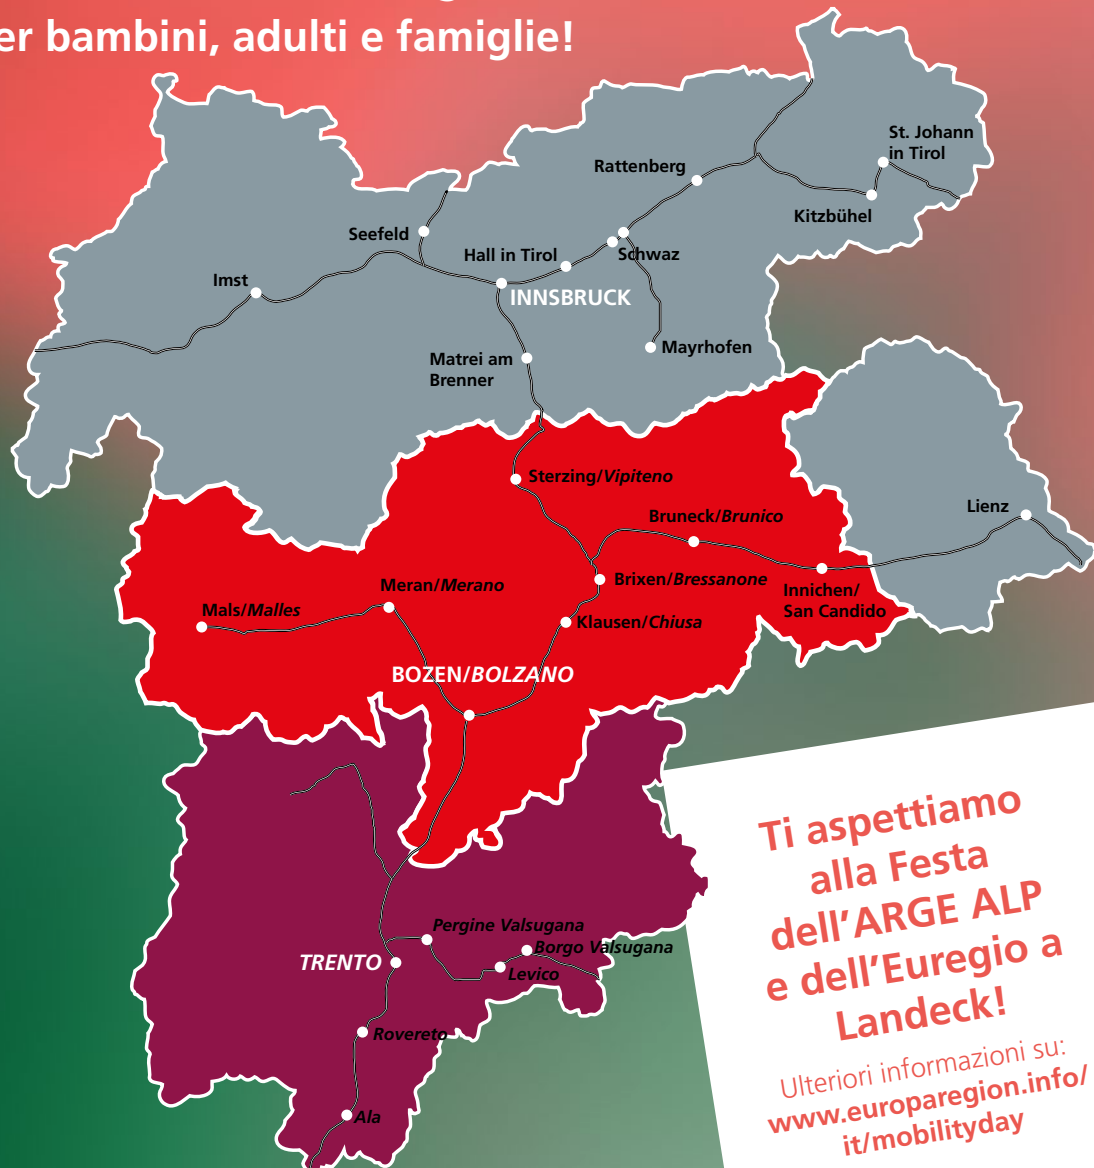 er bambini, adulti e famiglie!
St. Johann
in Tirol
Rattenberg
Kitzbühel
Seefeld
Hall in Tirol
Schwaz
Imst
INNSBRUCK
Matrei am
Brenner
Mayrhofen
Sterzing/Vipiteno
Bruneck/Brunico
Lienz
Brixen/Bressanone
Innichen/
San Candido
Meran/Merano
Mals/Malles
Klausen/Chiusa
BOZEN/BOLZANO
Pergine Valsugana
Borgo Valsugana
TRENTO
Levico
Rovereto
Ala
Ti aspettiamo
alla Festa
dell'ARGE ALP
e dell'Euregio a
Landeck!
Ulteriori informazioni su:
www.europaregion.info/
it/mobilityday